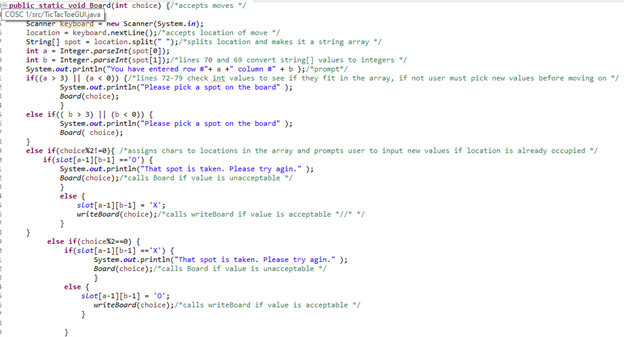 public static void Board(int choice) {/*accepts moves */
COSC 1/src/TicTacToeGUI.java
Scanner keyboard = new Scanner(System.in);
location = keyboard.nextLine();/*accepts location of move */
String[] spot = location.split(" ");/*splits location and makes it a string array */
int a = Integer.parseInt(spot[0]);
int b = Integer.parseInt(spot[1]);/*lines 70 and 69 convert string[] values to integers */
System.out.println("You have entered row #"+ a +" column #" + b );/*prompt*/
if((a > 3) || (a < 0)) {/*lines 72-79 check int values to see if they fit in the array, if not user must pick new values before moving on */
System.out.println("Please pick a spot on the board" );
Board(choice);
}
else if(( b > 3) || (b < 0)) {
System.out.println("Please pick a spot on the board" );
Board( choice);
}
else if(choice%2!=0){ /*assigns chars to locations in the array and prompts user to input new values if location is already occupied */
if(slot[a-1][b-1] =='O') {
System.out.println("That spot is taken. Please try agin." );
Board(choice);/*calls Board if value is unacceptable */
}
else {
slot[a-1][b-1] = 'X';
writeBoard(choice);/*calls writeBoard if value is acceptable *//* */
}
}
else if(choice%2==0) {
if(slot[a-1][b-1] =='X') {
System.out.println("That spot is taken. Please try agin." );
Board(choice);/*calls Board if value is unacceptable */
}
else {
slot[a-1][b-1] = 'O';
writeBoard(choice);/*calls writeBoard if value is acceptable */
}
}